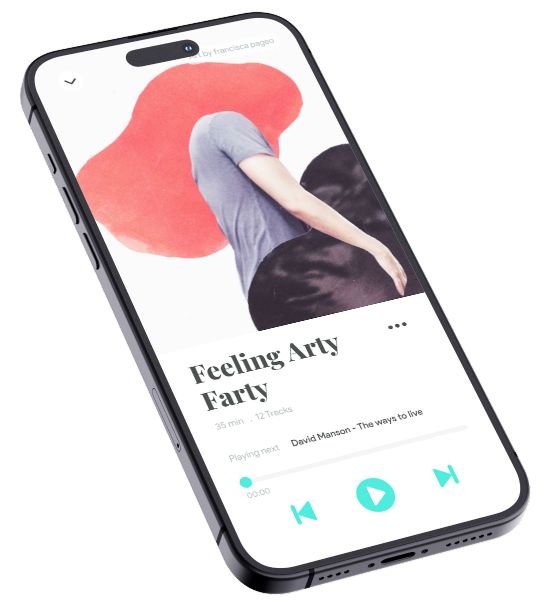 Art by francisca pageo
Feeling Arty
Farty
35 min . 12 Tracks
Playing next David Manson - The ways to live
00:00